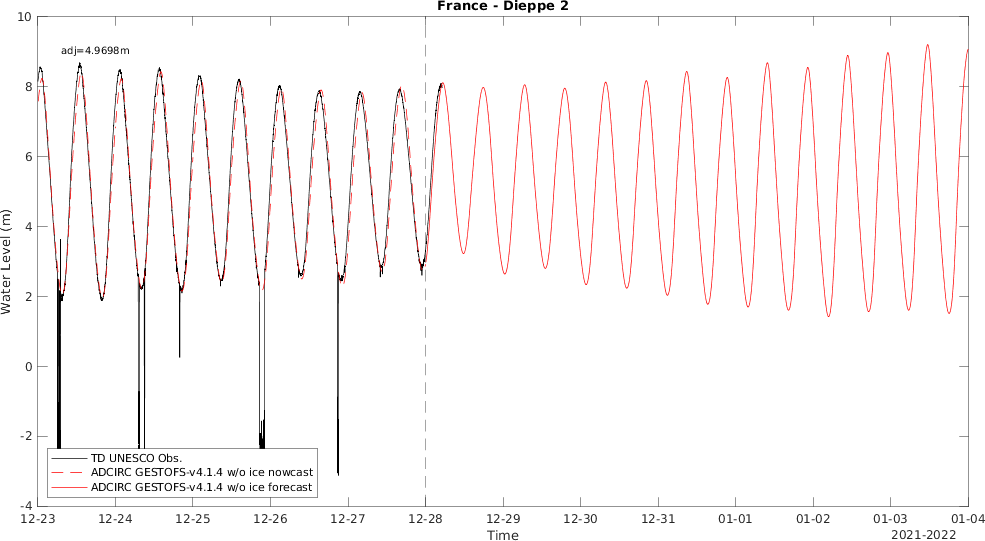 France - Dieppe 2
10
8
6
4
2
0
-2
-4
Water Level (m)
adj=4.9698m
TD UNESCO Obs.
ADCIRC GESTOFS-v4.1.4 w/o ice nowcast
ADCIRC GESTOFS-v4.1.4 w/o ice forecast
12-23 12-24 12-25 12-26 12-27 12-28 12-29 12-30 12-31 01-01 01-02 01-03 01-04
Time
2021-2022